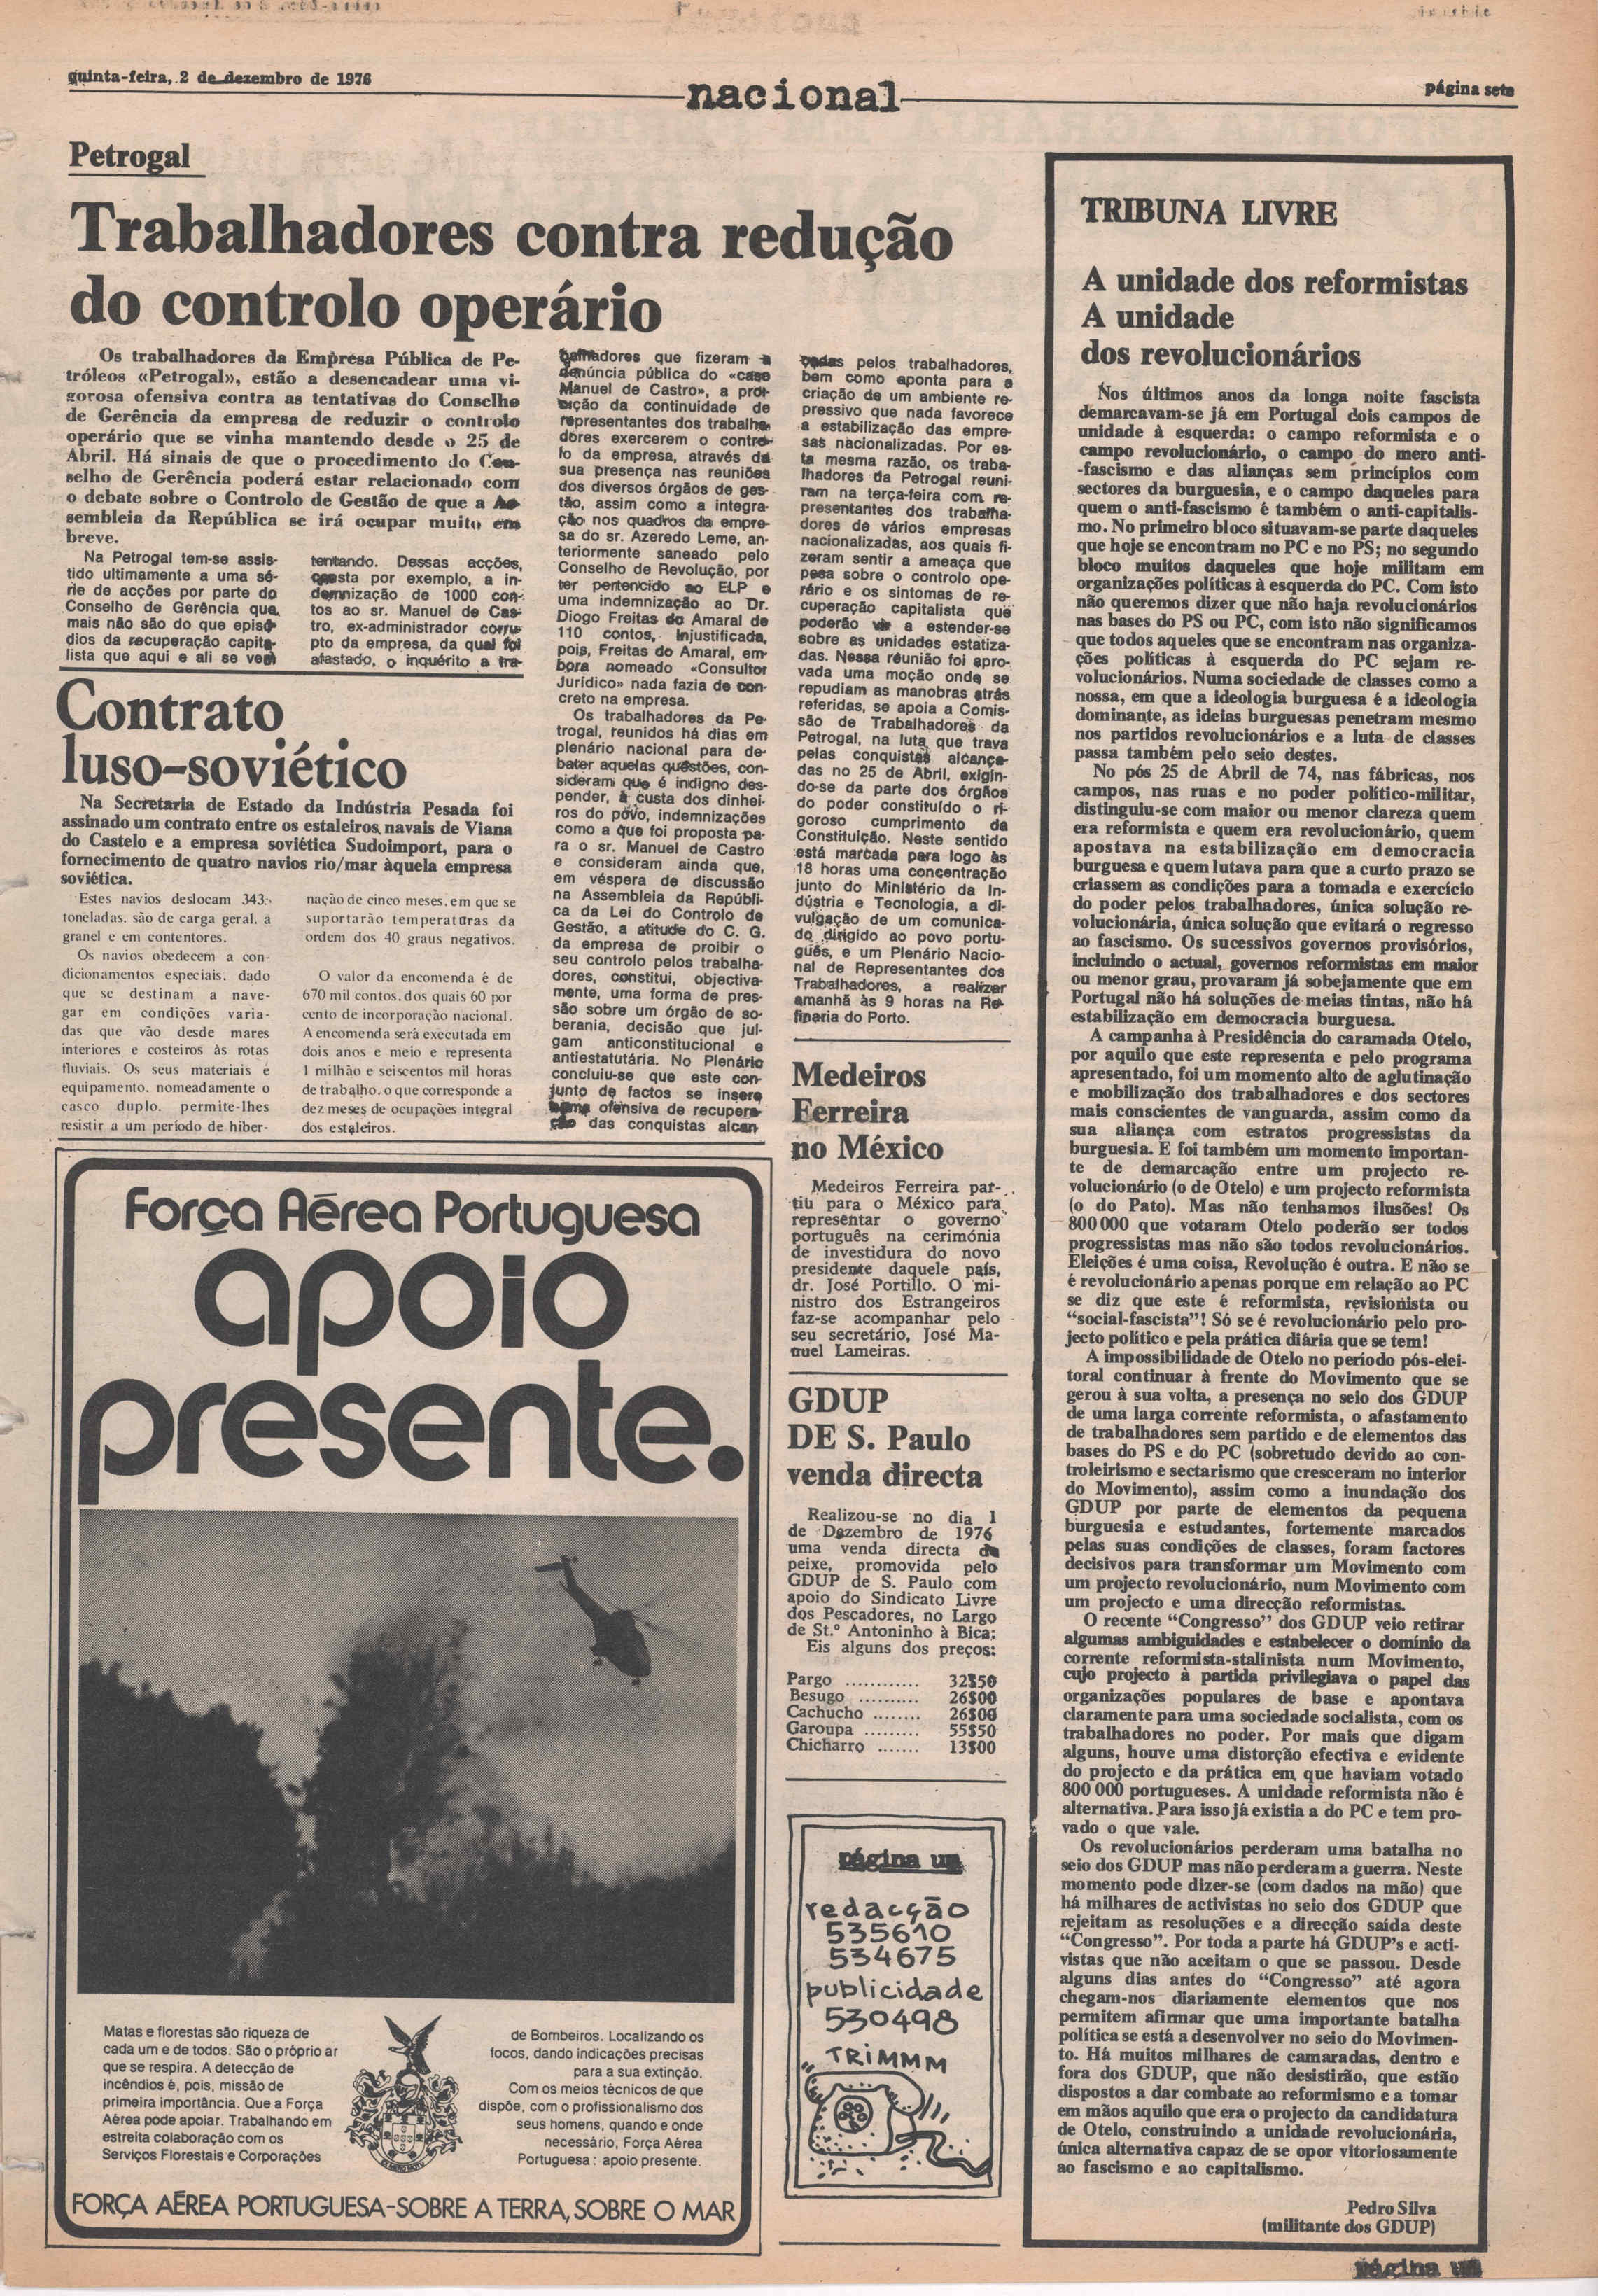 quinta-feira, 2 de dezembro de 1976
nacional
página sete
Petrogal
Trabalhadores contra redução
do controlo operário
Os trabalhadores da Empresa Pública de Pe-
tróleos «Petrogal», estão a desencadear uma vi-
gorosa ofensiva contra as tentativas do Conselho
de Gerência da empresa de reduzir o controlo
operário que se vinha mantendo desde o 25 de
Abril. Há sinais de que o procedimento do Con-
selho de Gerência poderá estar relacionado com
o debate sobre o Controlo de Gestão de que a As-
sembleia da República se irá ocupar muito em
breve.
Na Petrogal tem-se assis-
tido ultimamente a uma sé-
rie de acções por parte do
Conselho de Gerência que
mais não são do que episó-
dios da recuperação capita-
lista que aqui e ali se vem
tentando. Dessas acções,
consta por exemplo, a in-
demnização de 1000 con-
tos ao sr. Manuel de Cas-
tro, ex-administrador corru-
pto da empresa, da qual foi
afastado, o inquérito a tra-
balhadores que fizeram a
denúncia pública do «caso
Manuel de Castro», a proi-
bição da continuidade de
representantes dos trabalha-
dores exercerem o contro-
lo da empresa, através da
sua presença nas reuniões
dos diversos órgãos de ges-
tão, assim como a integra-
ção nos quadros da empre-
sa do sr. Azeredo Leme, an-
teriormente saneado pelo
Conselho de Revolução, por
ter pertencido ao ELP e
uma indemnização ao Dr.
Diogo Freitas do Amaral de
110 contos, Injustificada,
pois, Freitas do Amaral, em-
bora nomeado «Consultor
Jurídico» nada fazia de con-
creto na empresa.
Os trabalhadores da Pe-
trogal, reunidos há dias em
plenário nacional para de-
bater aquelas questões, con-
sideram que é indigno des-
pender, à custa dos dinhei-
ros do povo, indemnizações
como a que foi proposta pa-
ra o sr. Manuel de Castro
e consideram ainda que,
em véspera de discussão
na Assembleia da Repúbli-
ca da Lei do Controlo de
Gestão, a atitude do C. G.
da empresa de proibir o
seu controlo pelos trabalha-
dores, constitui, objectiva-
mente, uma forma de pres-
são sobre um órgão de so-
berania, decisão que jul-
gam anticonstitucional e
antiestatutária. No Plenário
concluiu-se que este con-
junto de factos se insere
numa ofensiva de recupera-
ção das conquistas alcan-
çadas pelos trabalhadores,
bem como aponta para a
criação de um ambiente re-
pressivo que nada favorece
a estabilização das empre-
sas nacionalizadas. Por es-
ta mesma razão, os traba-
lhadores da Petrogal reuni-
ram na terça-feira com re-
presentantes dos trabalha-
dores de vários empresas
nacionalizadas, aos quais fi-
zeram sentir a ameaça que
pesa sobre o controlo ope-
rário e os sintomas de re-
cuperação capitalista que
poderão vir a estender-se
sobre as unidades estatiza-
das. Nessa réunião foi apro-
vada uma moção onde se
repudiam as manobras atrás
referidas, se apoia a Comis-
são de Trabalhadores da
Petrogal, na luta que trava
pelas conquistas alcança-
das no 25 de Abril, exigin-
do-se da parte dos órgãos
do poder constituído o ri-
goroso cumprimento da
Constituição. Neste sentido
está marcada para logo às
18 horas uma concentração
junto do Ministério da In-
dústria e Tecnologia, a di-
vulgação de um comunica-
do dirigido ao povo portu-
guês, e um Plenário Nacio-
nal de Representantes dos
Trabalhadores, a realizar
amanhã às 9 horas na Re-
finaria do Porto.
Contrato
luso-soviético
Na Secretaria de Estado da Indústria Pesada foi
assinado um contrato entre os estaleiros navais de Viana
do Castelo e a empresa soviética Sudoimport, para o
fornecimento de quatro navios rio/mar àquela empresa
soviética.
Estes navios deslocam 343
toneladas, são de carga geral, a
granel e em contentores.
Os navios obedecem a con-
dicionamentos especiais, dado
que se destinam a nave-
gar em condições varia-
das que vão desde mares
interiores e costeiros às rotas
fluviais. Os seus materiais e
equipamento, nomeadamente o
casco duplo, permite-lhes
resistir a um período de hiber-
nação de cinco meses, em que se
suportarão temperaturas da
ordem dos 40 graus negativos.
O valor da encomenda é de
670 mil contos, dos quais 60 por
cento de incorporação nacional.
A encomenda será executada em
dois anos e meio e representa
1 milhão e seiscentos mil horas
de trabalho, o que corresponde a
dez meses de ocupações integral
dos estaleiros.
Medeiros
Ferreira
no México
Medeiros Ferreira par-
tiu para o México para
representar o governo
português na cerimónia
de investidura do novo
presidente daquele país,
dr. José Portillo. O mi-
nistro dos Estrangeiros
faz-se acompanhar pelo
seu secretário, José Ma-
nuel Lameiras.
GDUP
DE S. Paulo
venda directa
Realizou-se no dia 1
de Dezembro de 1976
uma venda directa de
peixe, promovida pelo
GDUP de S. Paulo com
apoio do Sindicato Livre
dos Pescadores, no Largo
de St.º Antoninho à Bica:
Eis alguns dos preços:
Pargo ............ 32$50
Besugo .......... 26$00
Cachucho ........ 26$00
Garoupa ......... 55$50
Chicharro ....... 13$00
página um
redacção
535610
534675
publicidade
530498
TRIMMM
Força Aérea Portuguesa
apoio
presente.
Matas e florestas são riqueza de
cada um e de todos. São o próprio ar
que se respira. A detecção de
incêndios é, pois, missão de
primeira importância. Que a Força
Aérea pode apoiar. Trabalhando em
estreita colaboração com os
Serviços Florestais e Corporações
de Bombeiros. Localizando os
focos, dando indicações precisas
para a sua extinção.
Com os meios técnicos de que
dispõe, com o profissionalismo dos
seus homens, quando e onde
necessário, Força Aérea
Portuguesa: apoio presente.
FORÇA AÉREA PORTUGUESA-SOBRE A TERRA, SOBRE O MAR
TRIBUNA LIVRE
A unidade dos reformistas
A unidade
dos revolucionários
Nos últimos anos da longa noite fascista
demarcavam-se já em Portugal dois campos de
unidade à esquerda: o campo reformista e o
campo revolucionário, o campo do mero anti-
-fascismo e das alianças sem princípios com
sectores da burguesia, e o campo daqueles para
quem o anti-fascismo é também o anti-capitalis-
mo. No primeiro bloco situavam-se parte daqueles
que hoje se encontram no PC e no PS; no segundo
bloco muitos daqueles que hoje militam em
organizações políticas à esquerda do PC. Com isto
não queremos dizer que não haja revolucionários
nas bases do PS ou PC, com isto não significamos
que todos aqueles que se encontram nas organiza-
ções políticas à esquerda do PC sejam re-
volucionários. Numa sociedade de classes como a
nossa, em que a ideologia burguesa é a ideologia
dominante, as ideias burguesas penetram mesmo
nos partidos revolucionários e a luta de classes
passa também pelo seio destes.
No pós 25 de Abril de 74, nas fábricas, nos
campos, nas ruas e no poder político-militar,
distinguiu-se com maior ou menor clareza quem
era reformista e quem era revolucionário, quem
apostava na estabilização em democracia
burguesa e quem lutava para que a curto prazo se
criassem as condições para a tomada e exercício
do poder pelos trabalhadores, única solução re-
volucionária, única solução que evitará o regresso
ao fascismo. Os sucessivos governos provisórios,
incluindo o actual, governos reformistas em maior
ou menor grau, provaram já sobejamente que em
Portugal não há soluções de meias tintas, não há
estabilização em democracia burguesa.
A campanha à Presidência do caramada Otelo,
por aquilo que este representa e pelo programa
apresentado, foi um momento alto de aglutinação
e mobilização dos trabalhadores e dos sectores
mais conscientes de vanguarda, assim como da
sua aliança com estratos progressistas da
burguesia. E foi também um momento importan-
te de demarcação entre um projecto re-
volucionário (o de Otelo) e um projecto reformista
(o do Pato). Mas não tenhamos ilusões! Os
800 000 que votaram Otelo poderão ser todos
progressistas mas não são todos revolucionários.
Eleições é uma coisa, Revolução é outra. E não se
é revolucionário apenas porque em relação ao PC
se diz que este é reformista, revisionista ou
"social-fascista"! Só se é revolucionário pelo pro-
jecto político e pela prática diária que se tem!
A impossibilidade de Otelo no período pós-elei-
toral continuar à frente do Movimento que se
gerou à sua volta, a presença no seio dos GDUP
de uma larga corrente reformista, o afastamento
de trabalhadores sem partido e de elementos das
bases do PS e do PC (sobretudo devido ao con-
troleirismo e sectarismo que cresceram no interior
do Movimento), assim como a inundação dos
GDUP por parte de elementos da pequena
burguesia e estudantes, fortemente marcados
pelas suas condições de classes, foram factores
decisivos para transformar um Movimento com
um projecto revolucionário, num Movimento com
um projecto e uma direcção reformistas.
O recente "Congresso" dos GDUP veio retirar
algumas ambiguidades e estabelecer o domínio da
corrente reformista-stalinista num Movimento,
cujo projecto à partida privilegiava o papel das
organizações populares de base e apontava
claramente para uma sociedade socialista, com os
trabalhadores no poder. Por mais que digam
alguns, houve uma distorção efectiva e evidente
do projecto e da prática em que haviam votado
800 000 portugueses. A unidade reformista não é
alternativa. Para isso já existia a do PC e tem pro-
vado o que vale.
Os revolucionários perderam uma batalha no
seio dos GDUP mas não perderam a guerra. Neste
momento pode dizer-se (com dados na mão) que
há milhares de activistas no seio dos GDUP que
rejeitam as resoluções e a direcção saída deste
"Congresso". Por toda a parte há GDUP's e acti-
vistas que não aceitam o que se passou. Desde
alguns dias antes do "Congresso" até agora
chegam-nos diariamente elementos que nos
permitem afirmar que uma importante batalha
política se está a desenvolver no seio do Movimen-
to. Há muitos milhares de camaradas, dentro e
fora dos GDUP, que não desistirão, que estão
dispostos a dar combate ao reformismo e a tomar
em mãos aquilo que era o projecto da candidatura
de Otelo, construindo a unidade revolucionária,
única alternativa capaz de se opor vitoriosamente
ao fascismo e ao capitalismo.
Pedro Silva
(militante dos GDUP)
página um